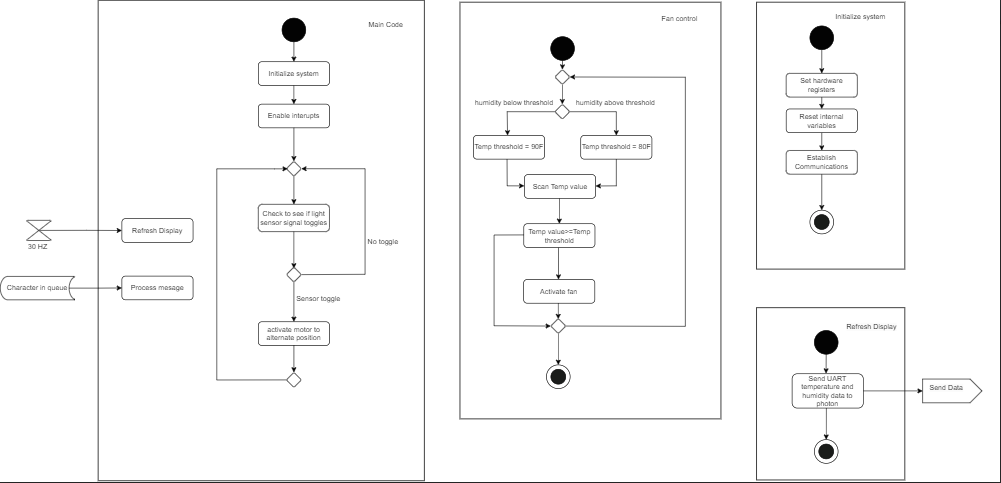 Main Code
Initialize system
Enable interupts
Check to see if light
sensor signal toggles
No toggle
Sensor toggle
activate motor to
alternate position
30 HZ
Refresh Display
Character in queue
Process mesage
Fan control
humidity below threshold
humidity above threshold
Temp threshold = 90F
Temp threshold = 80F
Scan Temp value
Temp value>=Temp
threshold
Activate fan
Initialize system
Set hardware
registers
Reset internal
variables
Establish
Communications
Refresh Display
Send UART
temperature and
humidity data to
photon
Send Data